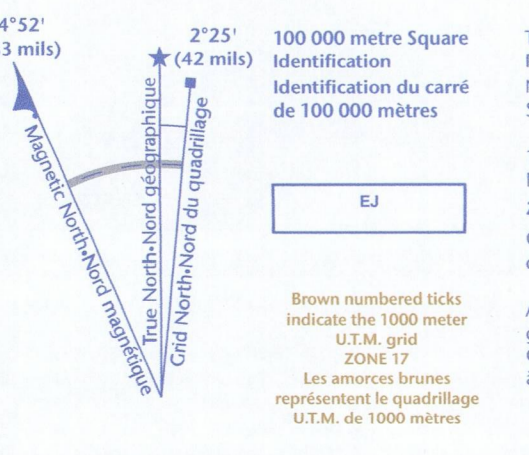 4°52'
3 mils)
2°25'
(42 mils)
Magnetic North•Nord magnétique
True North•Nord géographique
Grid North•Nord du quadrillage
100 000 metre Square
Identification
Identification du carré
de 100 000 mètres
EJ
Brown numbered ticks
indicate the 1000 meter
U.T.M. grid
ZONE 17
Les amorces brunes
représentent le quadrillage
U.T.M. de 1000 mètres